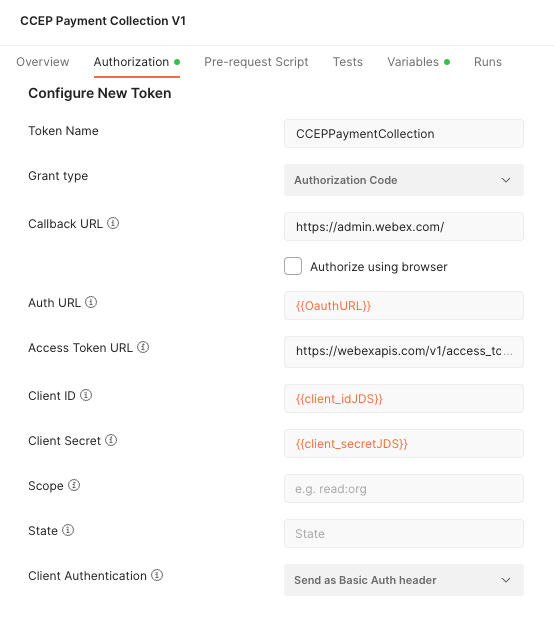 CCEP Payment Collection V1
Overview Authorization Pre-request Script Tests Variables Runs
Configure New Token
Token Name CCEPPaymentCollection
Grant type Authorization Code
Callback URL https://admin.webex.com/
Authorize using browser
Auth URL {{OauthURL}}
Access Token URL https://webexapis.com/v1/access_to…
Client ID {{client_idJDS}}
Client Secret {{client_secretJDS}}
Scope e.g. read:org
State State
Client Authentication Send as Basic Auth header